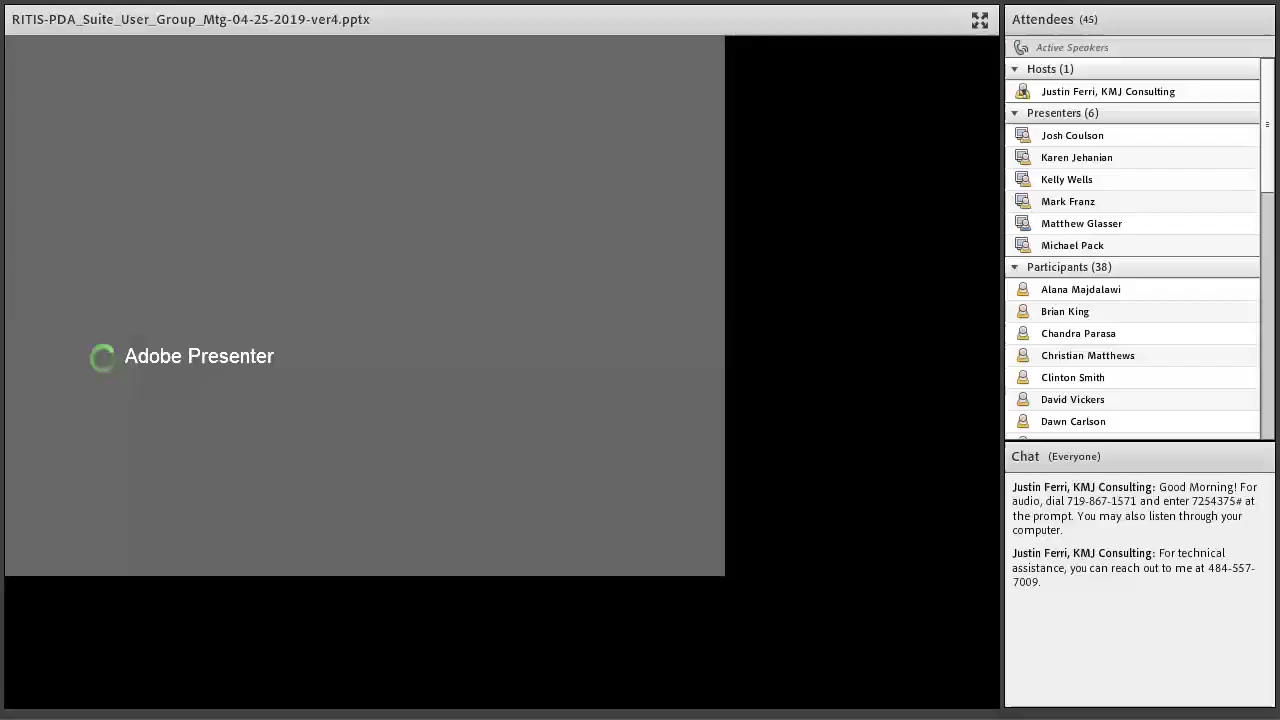 RITIS-PDA_Suite_User_Group_Mtg-04-25-2019-ver4.pptx
Adobe Presenter
Attendees (45)
Active Speakers
Hosts (1)
Justin Ferri, KMJ Consulting
Presenters (6)
Josh Coulson
Karen Jehanian
Kelly Wells
Mark Franz
Matthew Glasser
Michael Pack
Participants (38)
Alana Majdalawi
Brian King
Chandra Parasa
Christian Matthews
Clinton Smith
David Vickers
Dawn Carlson
Chat (Everyone)
Justin Ferri, KMJ Consulting: Good Morning! For
audio, dial 719-867-1571 and enter 7254375# at
the prompt. You may also listen through your
computer.
Justin Ferri, KMJ Consulting: For technical
assistance, you can reach out to me at 484-557-
7009.